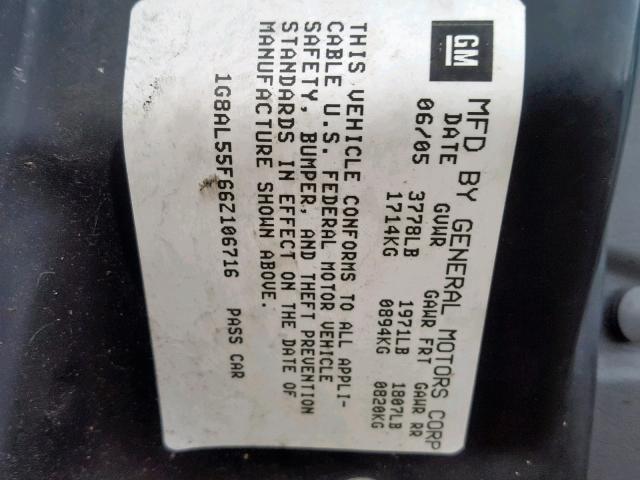 GM
MFD BY GENERAL MOTORS CORP
DATE GVWR GAWR FRT GAWR RR
06/05 3778LB 1971LB 1807LB
1714KG 0894KG 0820KG
THIS VEHICLE CONFORMS TO ALL APPLI-
CABLE U.S. FEDERAL MOTOR VEHICLE
SAFETY, BUMPER, AND THEFT PREVENTION
STANDARDS IN EFFECT ON THE DATE OF
MANUFACTURE SHOWN ABOVE.
1G8AL55F66Z106716 PASS CAR